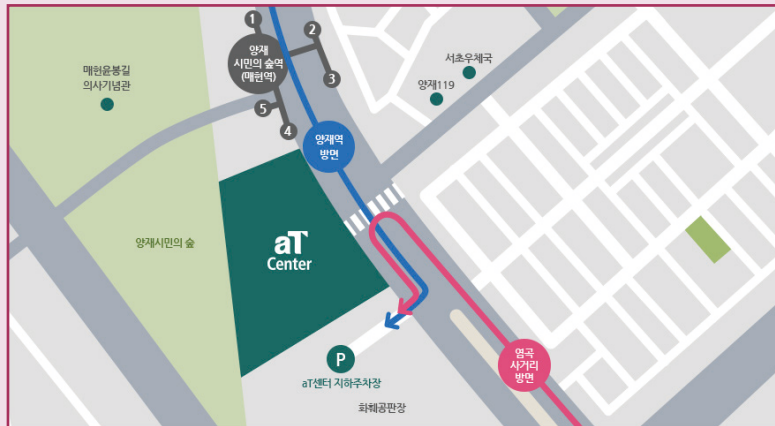 1
2
양재
시민의 숲역
(매헌역)
3
5
4
매헌윤봉길
의사기념관
서초우체국
양재119
양재역
방면
양재시민의 숲
aT
Center
P
aT센터 지하주차장
염곡
사거리
방면
화훼공판장